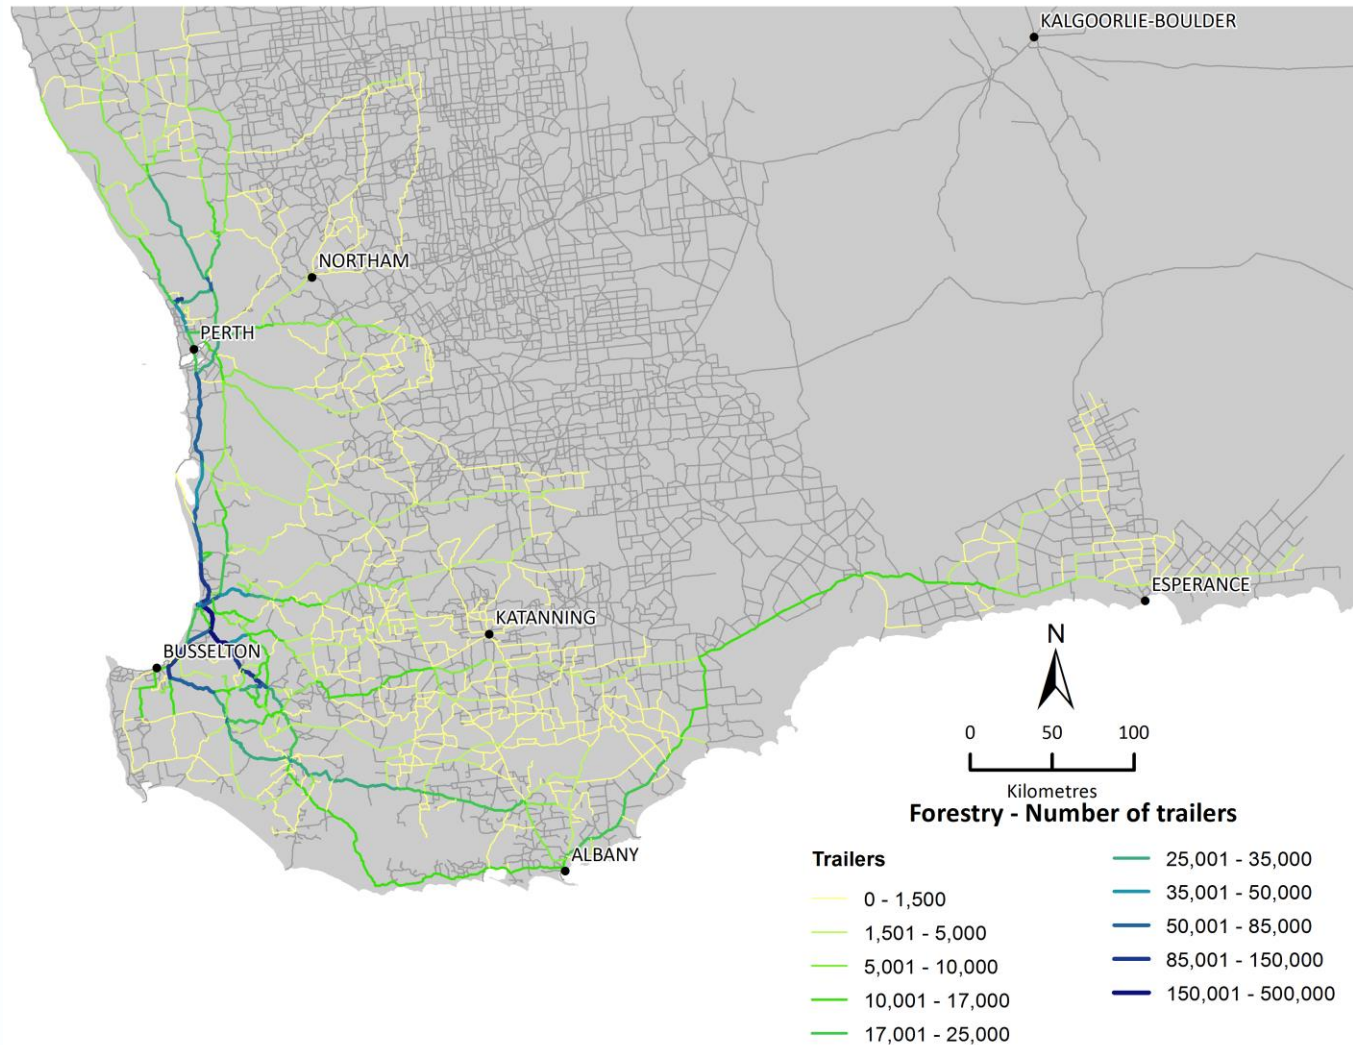 KALGOORLIE-BOULDER
NORTHAM
PERTH
ESPERANCE
KATANNING
BUSSELTON
N
0 50 100
Kilometres
Forestry - Number of trailers
ALBANY
Trailers
0 - 1,500
1,501 - 5,000
5,001 - 10,000
10,001 - 17,000
17,001 - 25,000
25,001 - 35,000
35,001 - 50,000
50,001 - 85,000
85,001 - 150,000
150,001 - 500,000